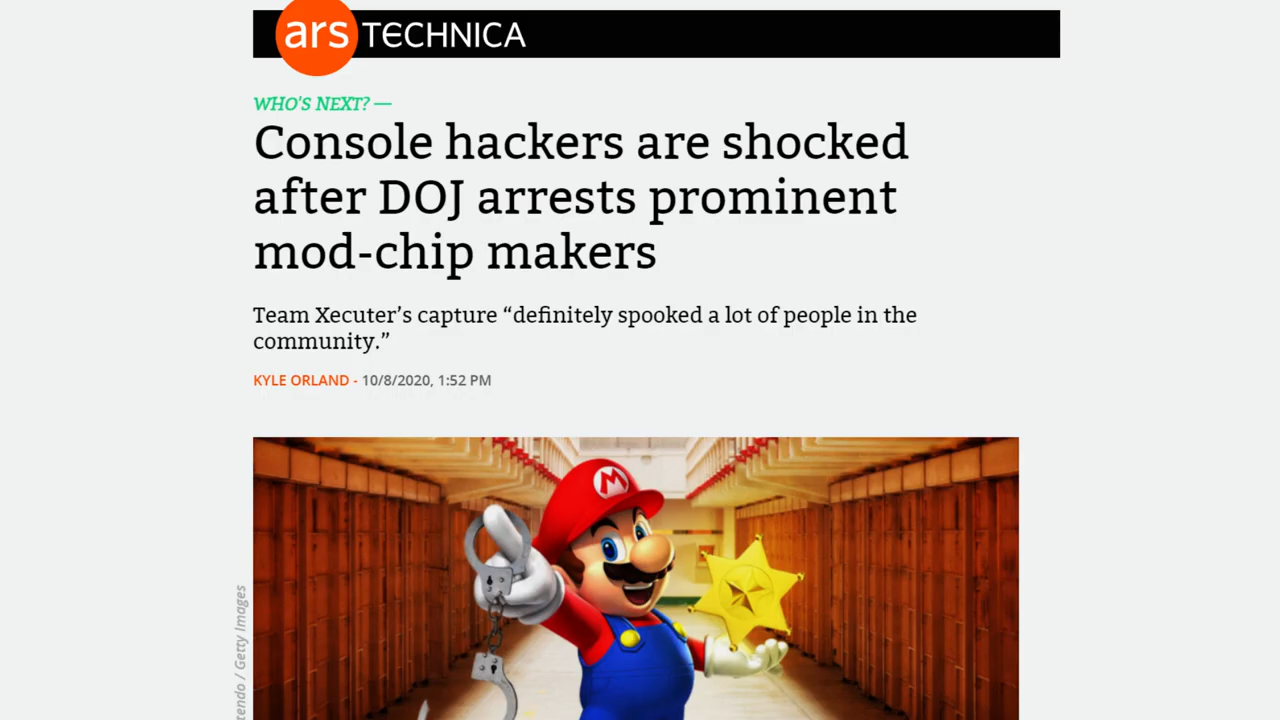 ars TECHNICA
WHO'S NEXT? —
Console hackers are shocked
after DOJ arrests prominent
mod-chip makers
Team Xecuter’s capture “definitely spooked a lot of people in the
community.”
KYLE ORLAND - 10/8/2020, 1:52 PM
M
/ Getty Images